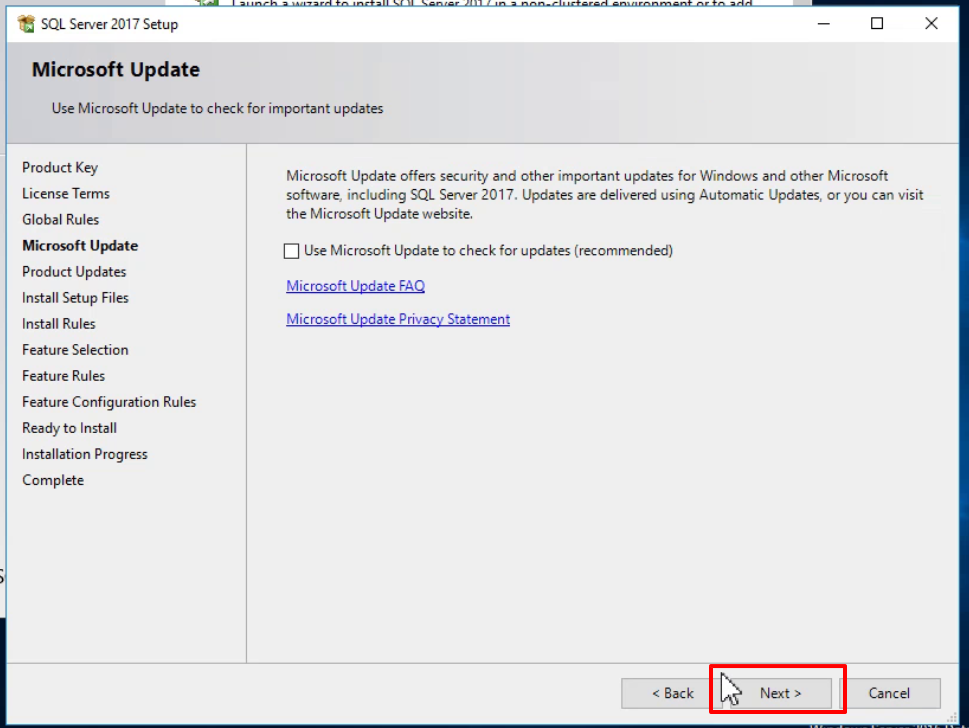 Launch a wizard to install SQL Server 2017 in a non-clustered environment or to add
SQL Server 2017 Setup
Microsoft Update
Use Microsoft Update to check for important updates
Product Key
License Terms
Global Rules
Microsoft Update
Product Updates
Install Setup Files
Install Rules
Feature Selection
Feature Rules
Feature Configuration Rules
Ready to Install
Installation Progress
Complete
Microsoft Update offers security and other important updates for Windows and other Microsoft
software, including SQL Server 2017. Updates are delivered using Automatic Updates, or you can visit
the Microsoft Update website.
Use Microsoft Update to check for updates (recommended)
Microsoft Update FAQ
Microsoft Update Privacy Statement
< Back
Next >
Cancel